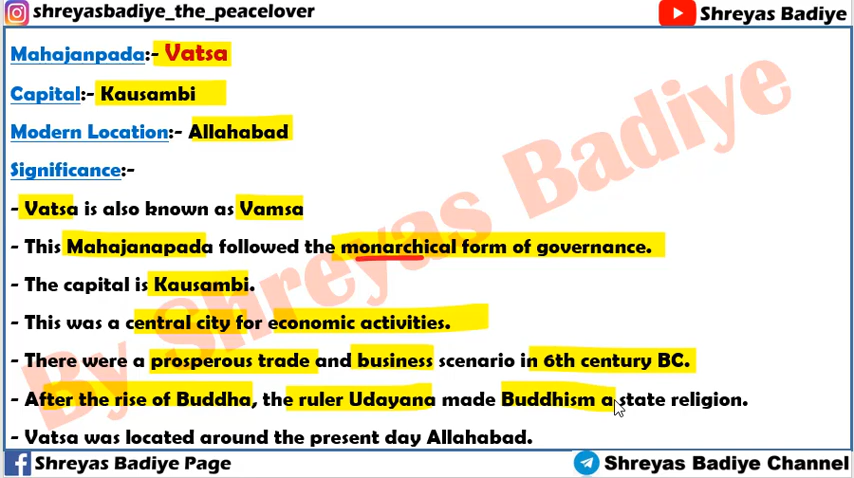 shreyasbadiye_the_peacelover
Shreyas Badiye
Mahajanpada:- Vatsa
Capital:- Kausambi
Modern Location:- Allahabad
Significance:-
- Vatsa is also known as Vamsa
- This Mahajanapada followed the monarchical form of governance.
- The capital is Kausambi.
- This was a central city for economic activities.
- There were a prosperous trade and business scenario in 6th century BC.
- After the rise of Buddha, the ruler Udayana made Buddhism a state religion.
- Vatsa was located around the present day Allahabad.
By Shreyas Badiye
Shreyas Badiye Page
Shreyas Badiye Channel